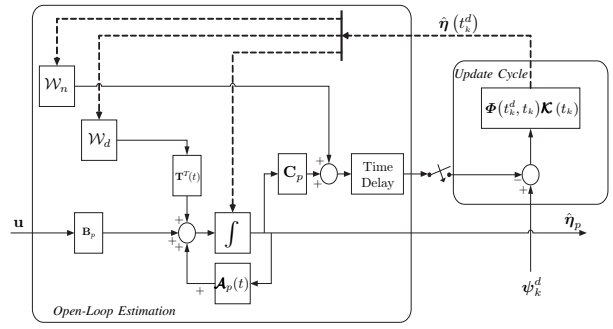 η̂ (t_k^d)
Update Cycle
𝒲_n
Φ(t_k^d, t_k) 𝒦 (t_k)
𝒲_d
T^T(t)
+
+
C_p
Time
Delay
−
+
u
B_p
+
+
+
∫
η̂_p
𝒜_p(t)
ψ_k^d
Open-Loop Estimation